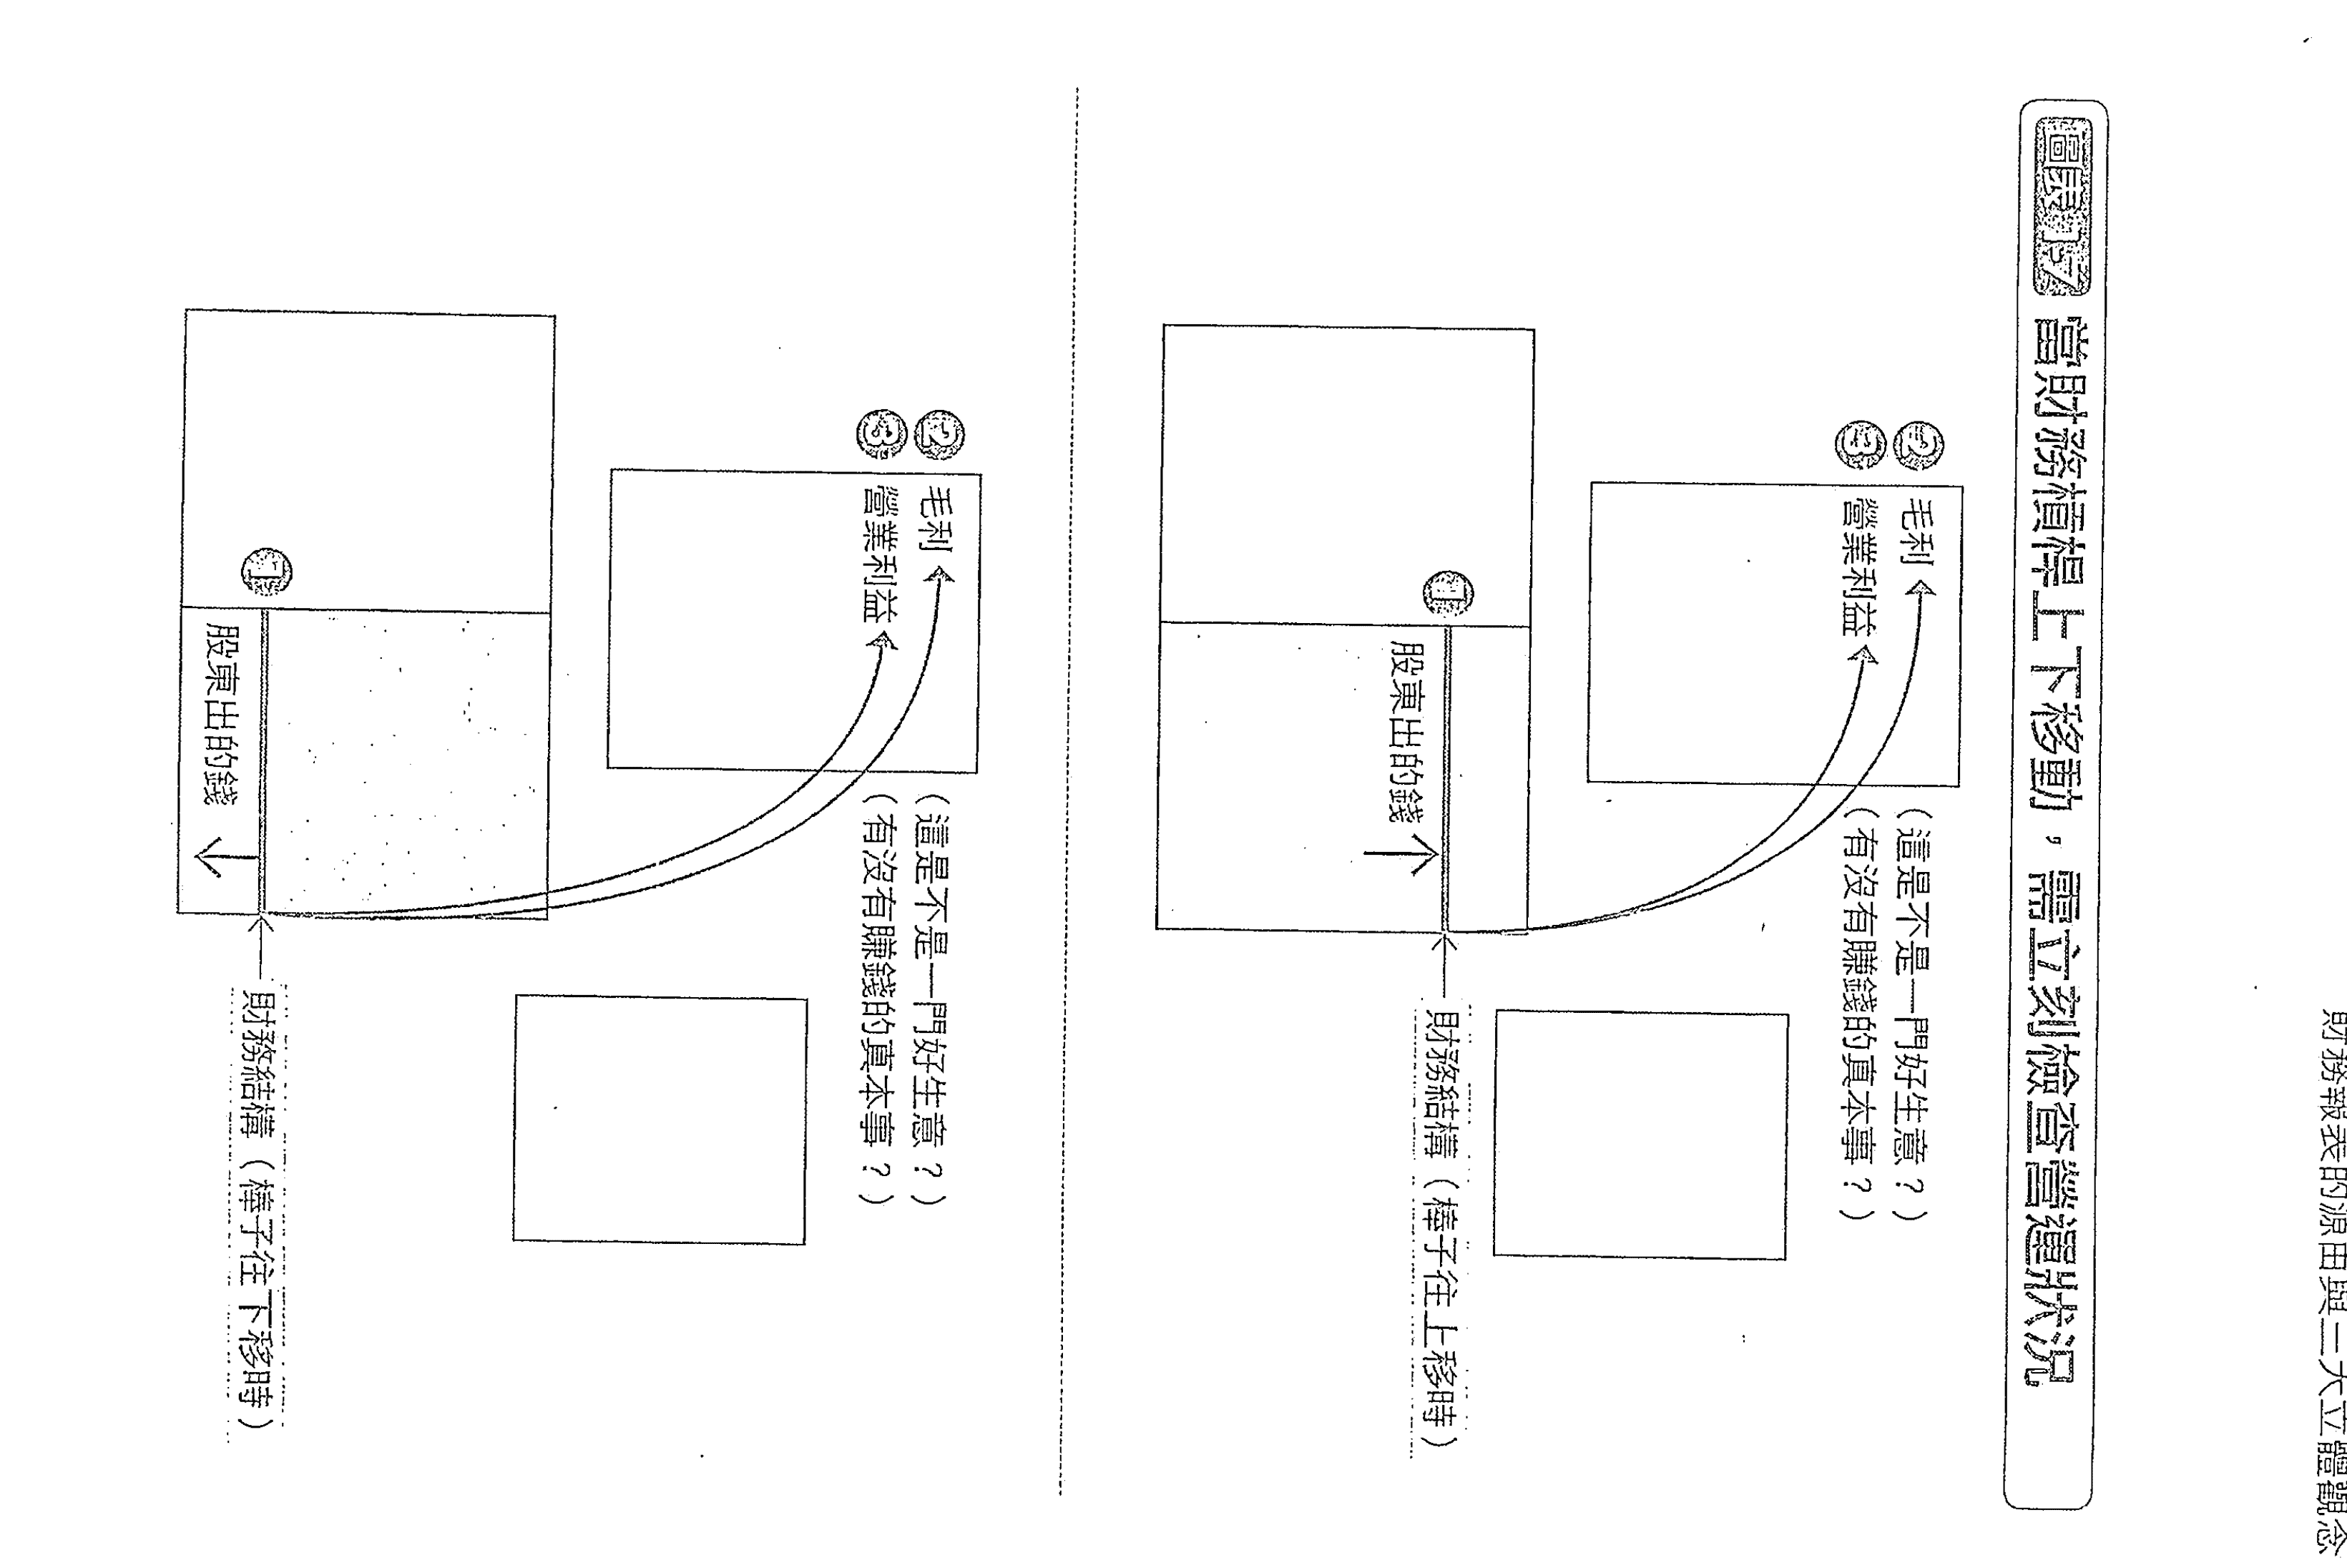 財務報表的源由與三大立體觀念
圖表1-7 當財務槓桿上下移動，需立刻檢查營運狀況
② 毛利 （這是不是一門好生意？）
③ 營業利益 （有沒有賺錢的真本事？）
①
股東出的錢
財務結構（棒子往上移時）
② 毛利 （這是不是一門好生意？）
③ 營業利益 （有沒有賺錢的真本事？）
①
股東出的錢
財務結構（棒子往下移時）